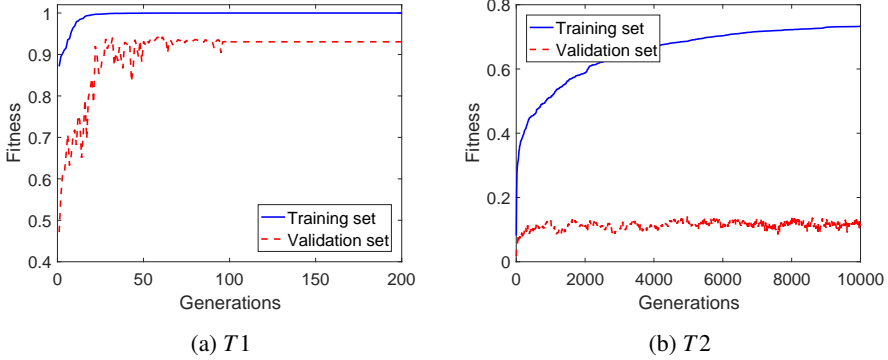 1
0.9
0.8
0.7
0.6
0.5
0.4
Fitness
0 50 100 150 200
Generations
Training set
Validation set
(a) T1
0.8
0.6
0.4
0.2
0
Fitness
0 2000 4000 6000 8000 10000
Generations
Training set
Validation set
(b) T2